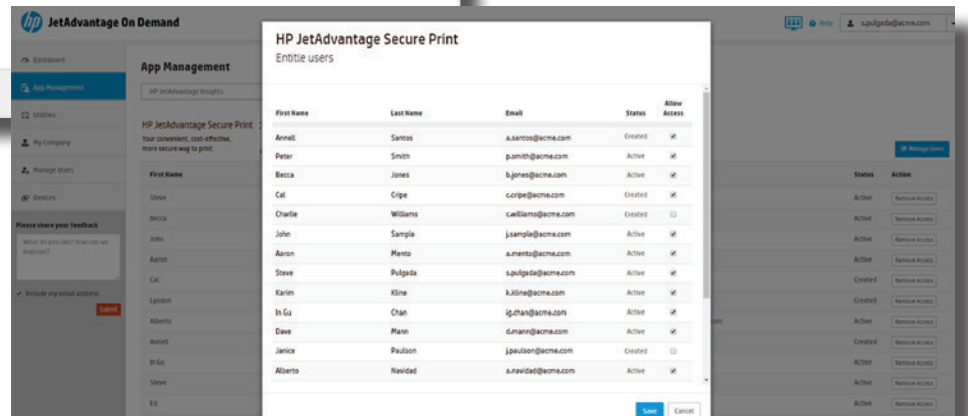 hp JetAdvantage On Demand
Help
s.pulgada@acme.com
Dashboard
App Management
Utilities
My Company
Manage Users
Devices
Please share your feedback
What do you like? How can we
improve?
Include my email address
Submit
App Management
HP JetAdvantage Insights
HP JetAdvantage Secure Print
Your convenient, cost-effective,
more secure way to print
Manage Users
First Name
Status Action
Steve Active Remove Access
Becca Active Remove Access
John Active Remove Access
Aaron Active Remove Access
Cal Created Remove Access
Lyndon Created Remove Access
Alberto com Active Remove Access
Annell Created Remove Access
In Gu Active Remove Access
Steve Active Remove Access
Ed Active Remove Access
HP JetAdvantage Secure Print
Entitle users
First Name Last Name Email Status Allow Access
Annell Santos a.santos@acme.com Created
Peter Smith p.smith@acme.com Active
Becca Jones b.jones@acme.com Active
Cal Cripe c.cripe@acme.com Created
Charlie Williams c.williams@acme.com Created
John Sample j.sample@acme.com Active
Aaron Mento a.mento@acme.com Active
Steve Pulgada s.pulgada@acme.com Active
Karim Kline k.kline@acme.com Active
In Gu Chan ig.chan@acme.com Active
Dave Mann d.mann@acme.com Active
Janice Paulson j.paulson@acme.com Created
Alberto Navidad a.navidad@acme.com Active
Save Cancel